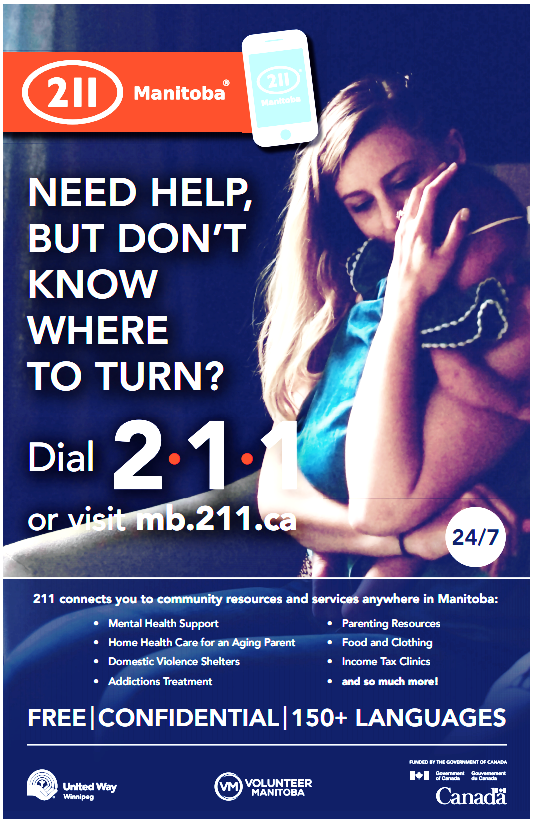 211 Manitoba®
211
Manitoba
NEED HELP,
BUT DON'T
KNOW
WHERE
TO TURN?
Dial 2·1·1
or visit mb.211.ca
24/7
211 connects you to community resources and services anywhere in Manitoba:
• Mental Health Support
• Home Health Care for an Aging Parent
• Domestic Violence Shelters
• Addictions Treatment
• Parenting Resources
• Food and Clothing
• Income Tax Clinics
• and so much more!
FREE|CONFIDENTIAL|150+ LANGUAGES
United Way
Winnipeg
VM VOLUNTEER
MANITOBA
FUNDED BY THE GOVERNMENT OF CANADA
Government Gouvernement
of Canada du Canada
Canada